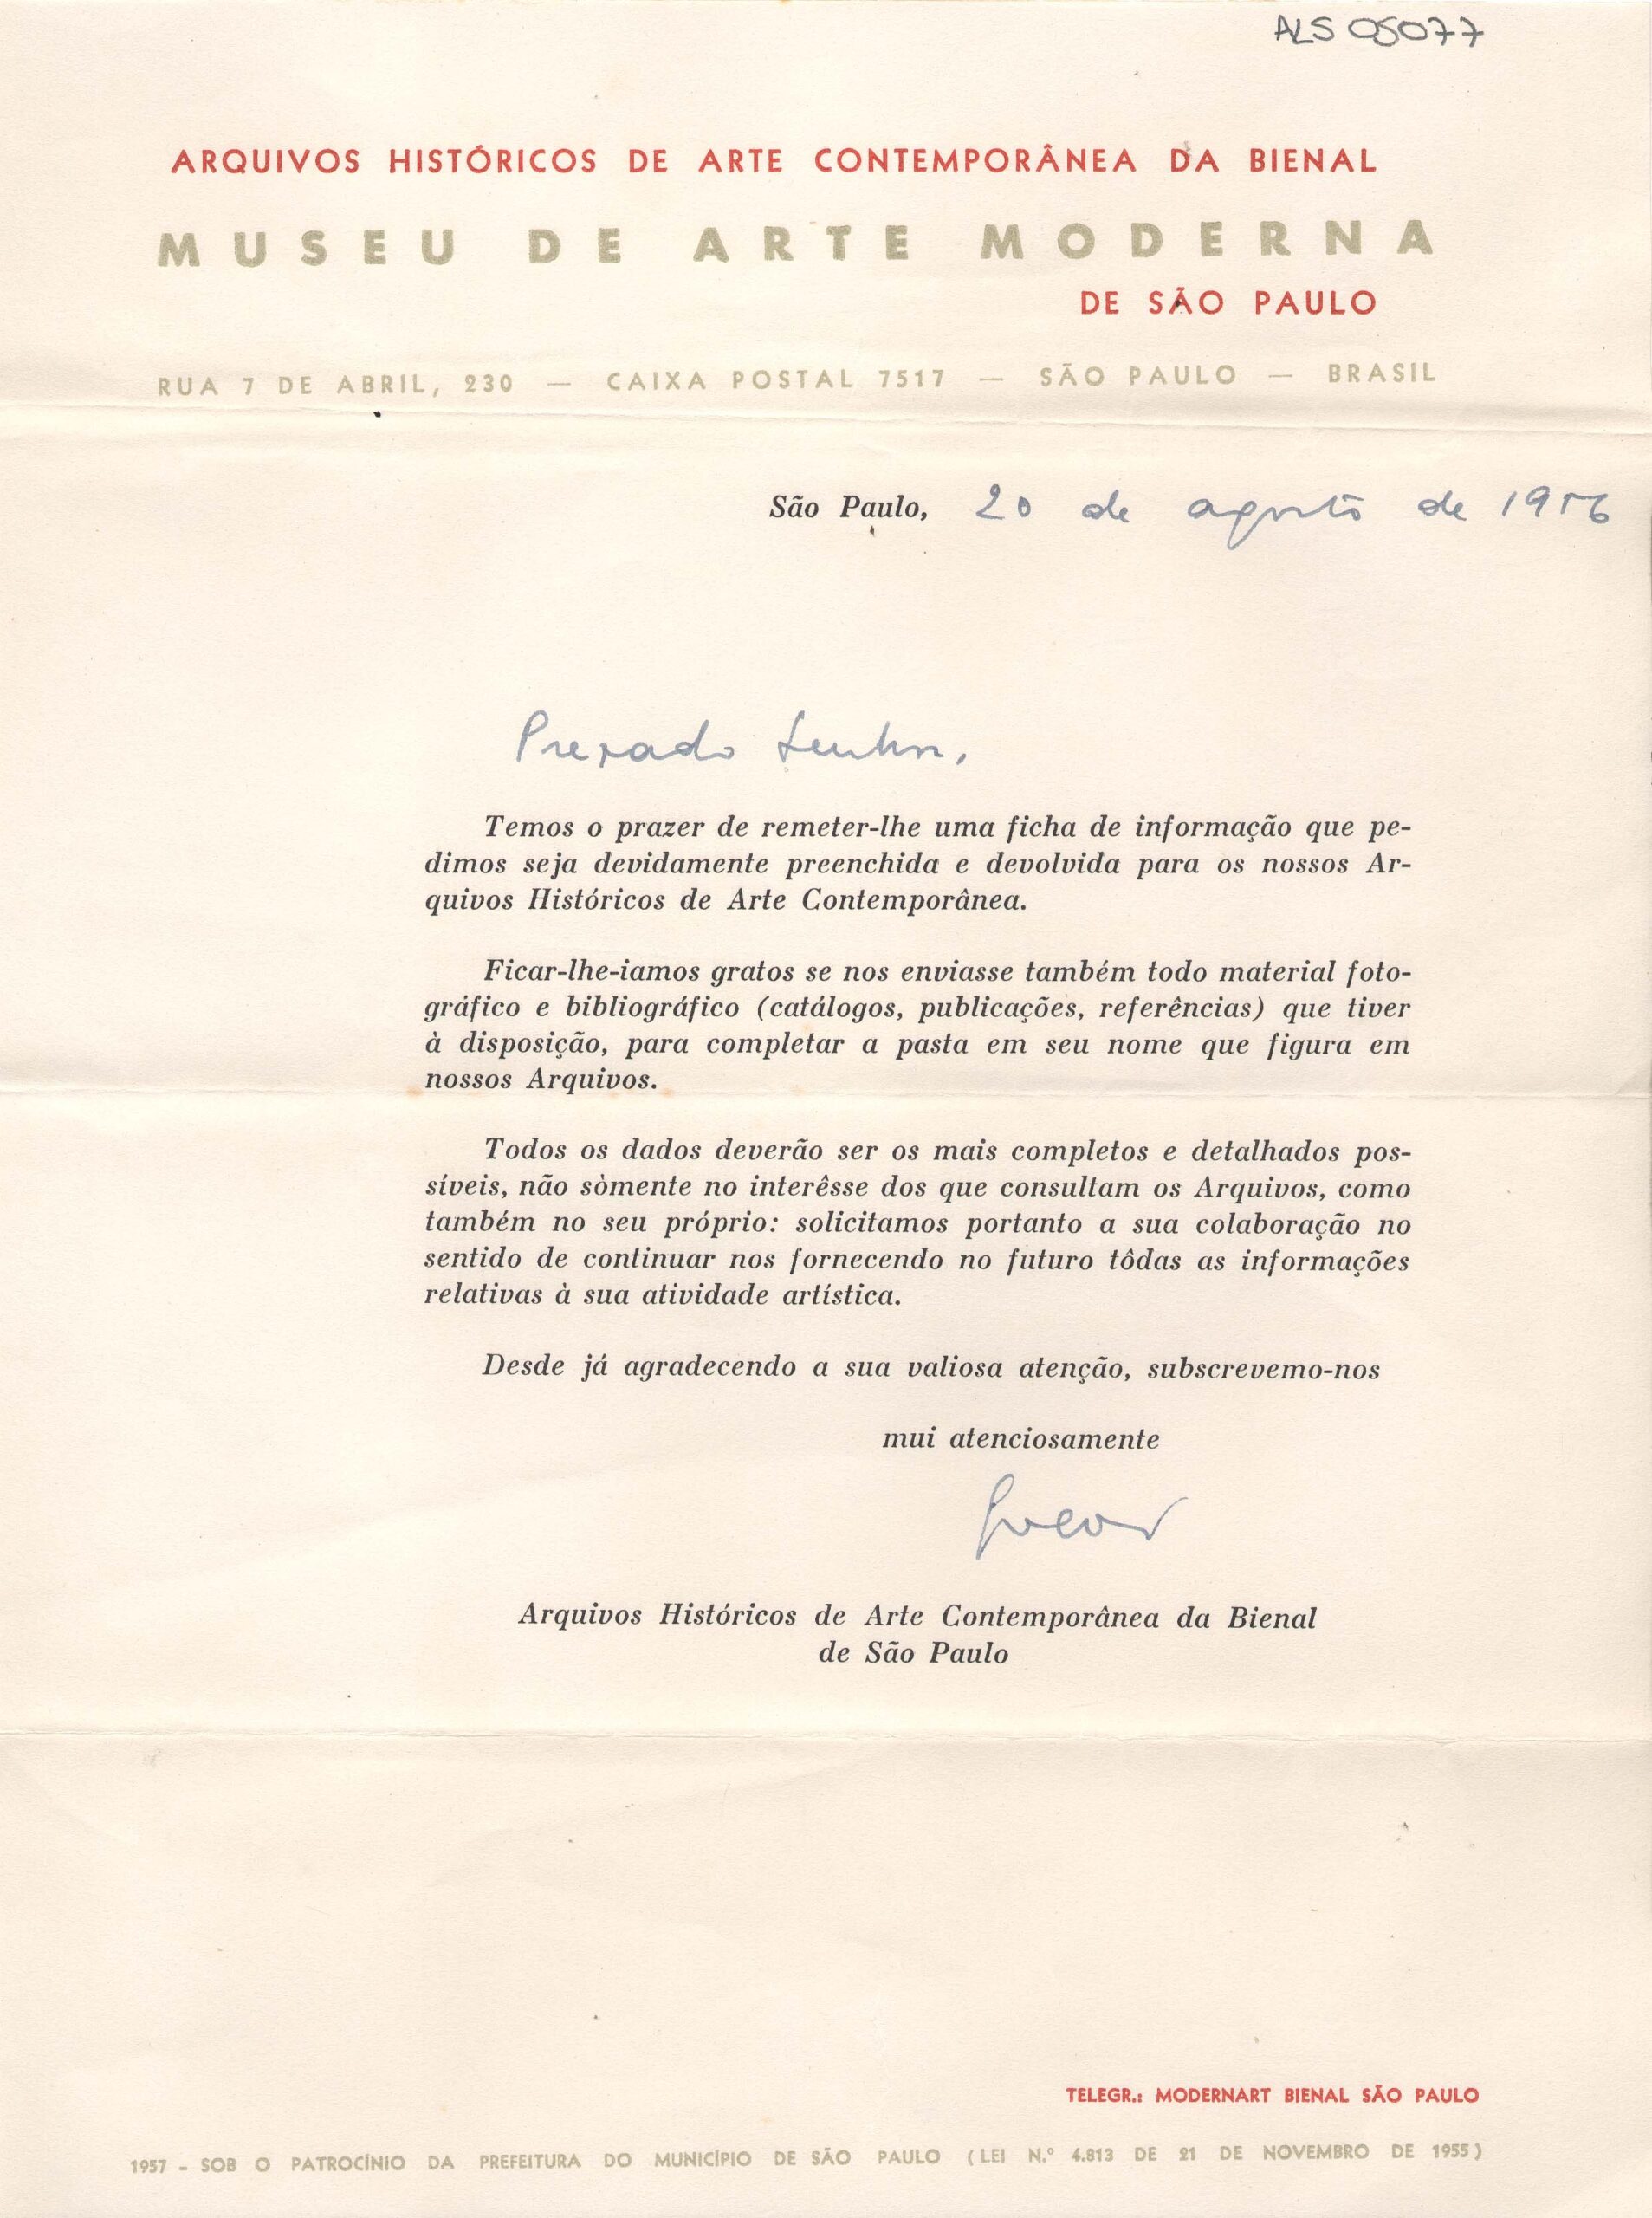 ALS 05077
ARQUIVOS HISTÓRICOS DE ARTE CONTEMPORÂNEA DA BIENAL
MUSEU DE ARTE MODERNA
DE SÃO PAULO
RUA 7 DE ABRIL, 230 — CAIXA POSTAL 7517 — SÃO PAULO — BRASIL
São Paulo, 20 de agosto de 1956
Prezado Senhor,
Temos o prazer de remeter-lhe uma ficha de informação que pe-
dimos seja devidamente preenchida e devolvida para os nossos Ar-
quivos Históricos de Arte Contemporânea.
Ficar-lhe-iamos gratos se nos enviasse também todo material foto-
gráfico e bibliográfico (catálogos, publicações, referências) que tiver
à disposição, para completar a pasta em seu nome que figura em
nossos Arquivos.
Todos os dados deverão ser os mais completos e detalhados pos-
síveis, não sòmente no interêsse dos que consultam os Arquivos, como
também no seu próprio: solicitamos portanto a sua colaboração no
sentido de continuar nos fornecendo no futuro tôdas as informações
relativas à sua atividade artística.
Desde já agradecendo a sua valiosa atenção, subscrevemo-nos
mui atenciosamente
Arquivos Históricos de Arte Contemporânea da Bienal
de São Paulo
TELEGR.: MODERNART BIENAL SÃO PAULO
1957 - SOB O PATROCÍNIO DA PREFEITURA DO MUNICÍPIO DE SÃO PAULO (LEI N.º 4.813 DE 21 DE NOVEMBRO DE 1955)